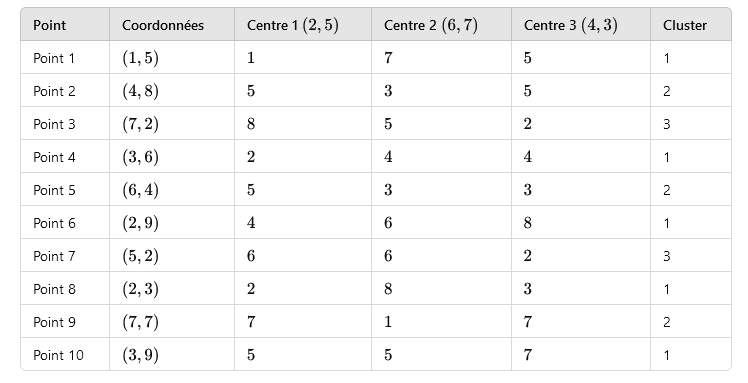 Point Coordonnées Centre 1 (2,5) Centre 2 (6,7) Centre 3 (4,3) Cluster
Point 1 (1,5) 1 7 5 1
Point 2 (4,8) 5 3 5 2
Point 3 (7,2) 8 5 2 3
Point 4 (3,6) 2 4 4 1
Point 5 (6,4) 5 3 3 2
Point 6 (2,9) 4 6 8 1
Point 7 (5,2) 6 6 2 3
Point 8 (2,3) 2 8 3 1
Point 9 (7,7) 7 1 7 2
Point 10 (3,9) 5 5 7 1